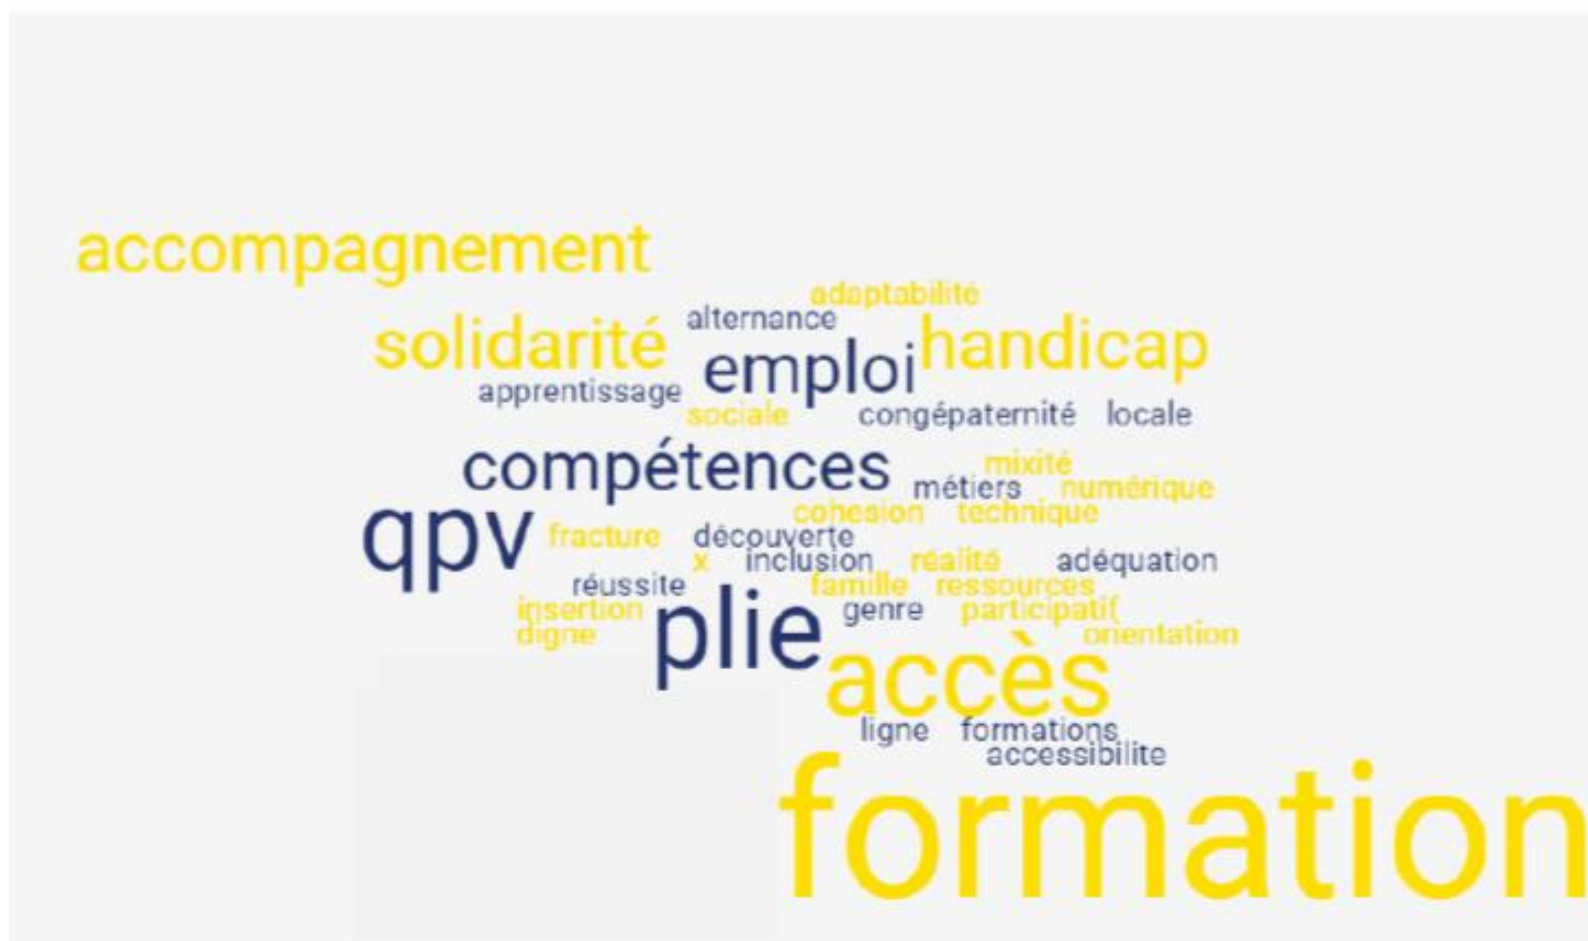 accompagnement
adaptabilité
alternance
solidarité emploi handicap
apprentissage
sociale congépaternité locale
compétences mixité
métiers numérique
cohesion technique
qpv fracture découverte
x inclusion réalité adéquation
réussite famille ressources
insertion plie genre participatif
digne orientation
accès
ligne formations
accessibilite
formation